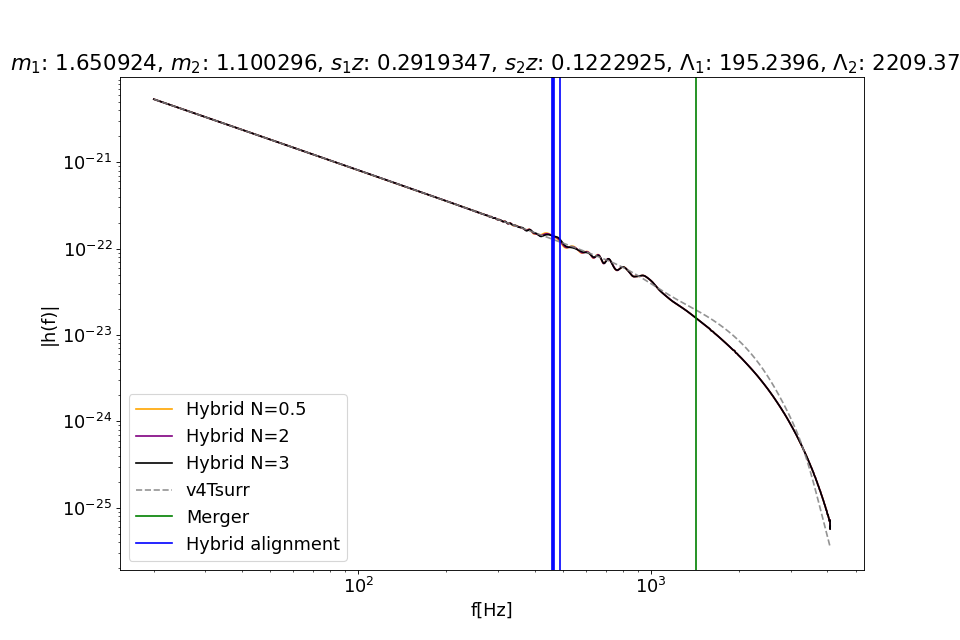 m₁: 1.650924, m₂: 1.100296, s₁z: 0.2919347, s₂z: 0.1222925, Λ₁: 195.2396, Λ₂: 2209.37
10⁻²¹
10⁻²²
10⁻²³
10⁻²⁴
10⁻²⁵
|h(f)|
Hybrid N=0.5
Hybrid N=2
Hybrid N=3
v4Tsurr
Merger
Hybrid alignment
10² 10³
f[Hz]